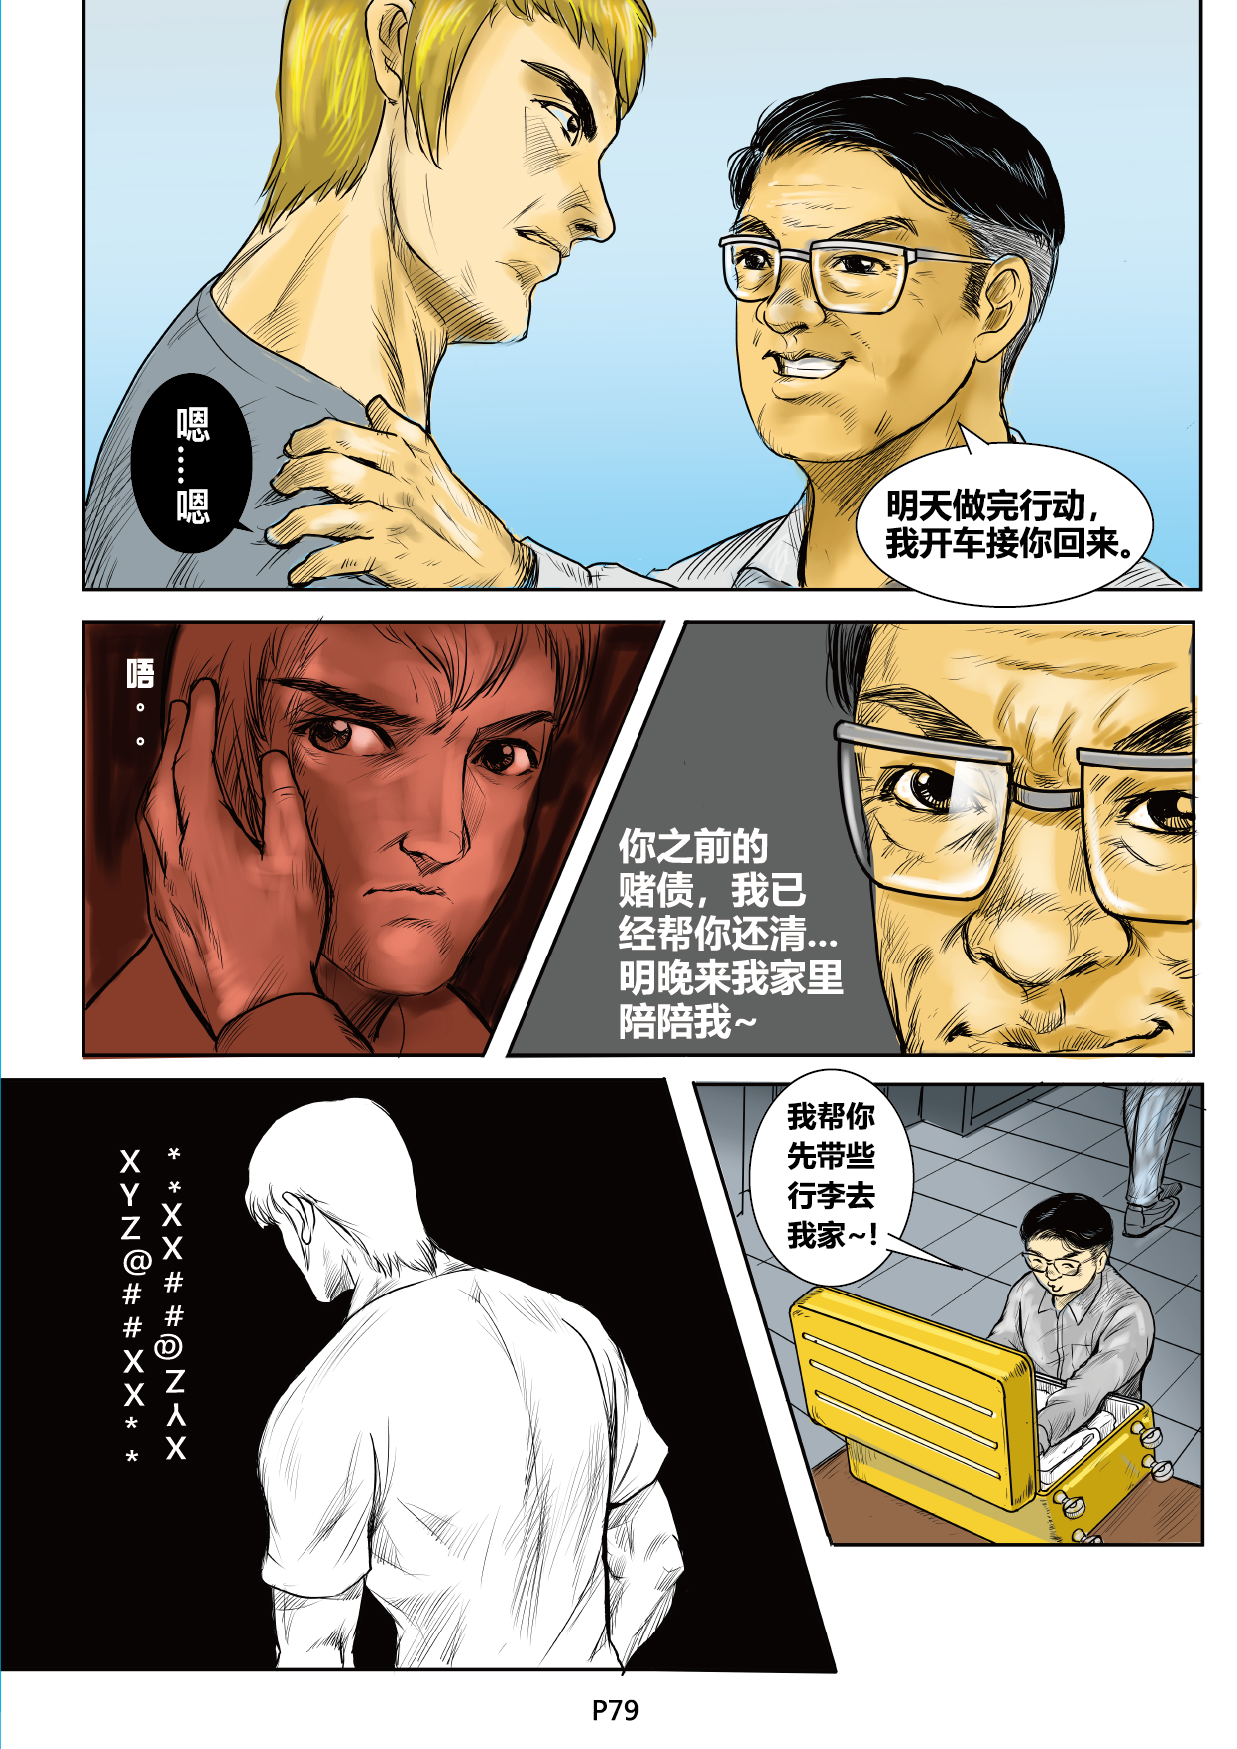 明天做完行动，
我开车接你回来。
嗯……嗯
唔。。
你之前的
赌债，我已
经帮你还清...
明晚来我家里
陪陪我~
我帮你
先带些
行李去
我家~!
* *XX##@ZYX
XYZ@##XX**
P79